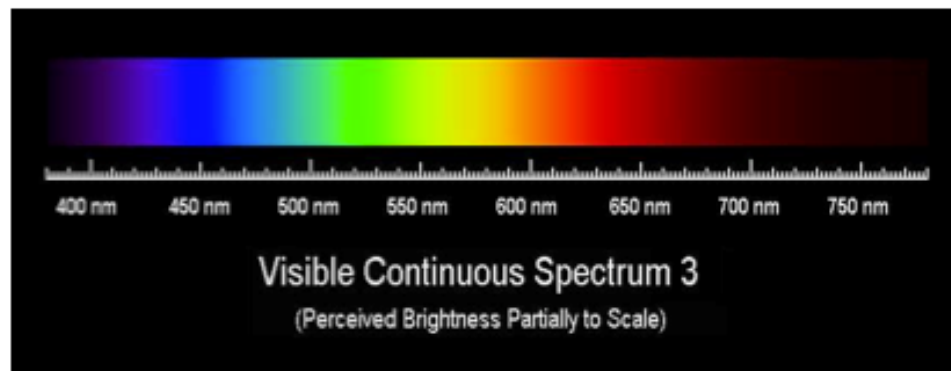 400 nm 450 nm 500 nm 550 nm 600 nm 650 nm 700 nm 750 nm
Visible Continuous Spectrum 3
(Perceived Brightness Partially to Scale)